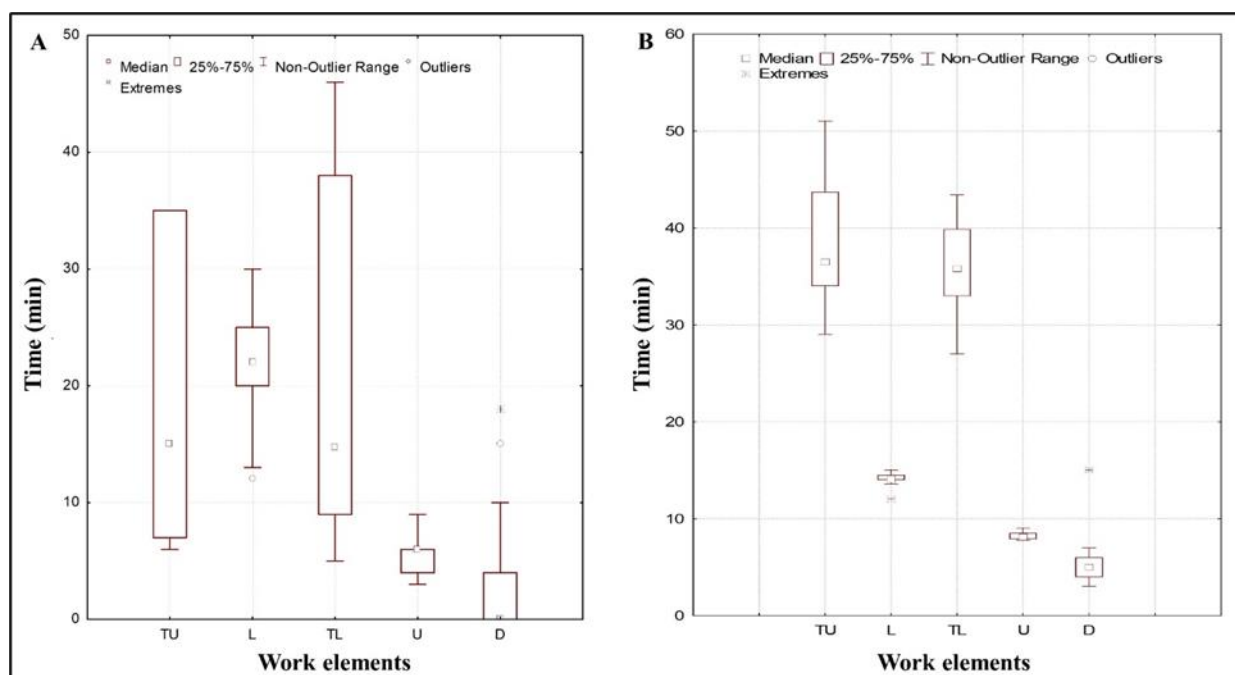 A
50
Median 25%-75% Non-Outlier Range Outliers
Extremes
40
30
20
10
0
Time (min)
TU L TL U D
Work elements
B
60
Median 25%-75% Non-Outlier Range Outliers
Extremes
50
40
30
20
10
0
Time (min)
TU L TL U D
Work elements